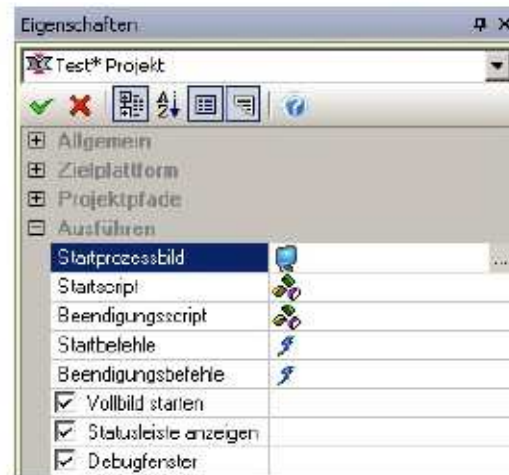 Eigenschaften
Test* Projekt
Allgemein
Zielplattform
Projektpfade
Ausführen
Startprozessbild
...
Startscript
Beendigungsscript
Startbefehle
Beendigungsbefehle
Vollbild starten
Statusleiste anzeigen
Debugfenster